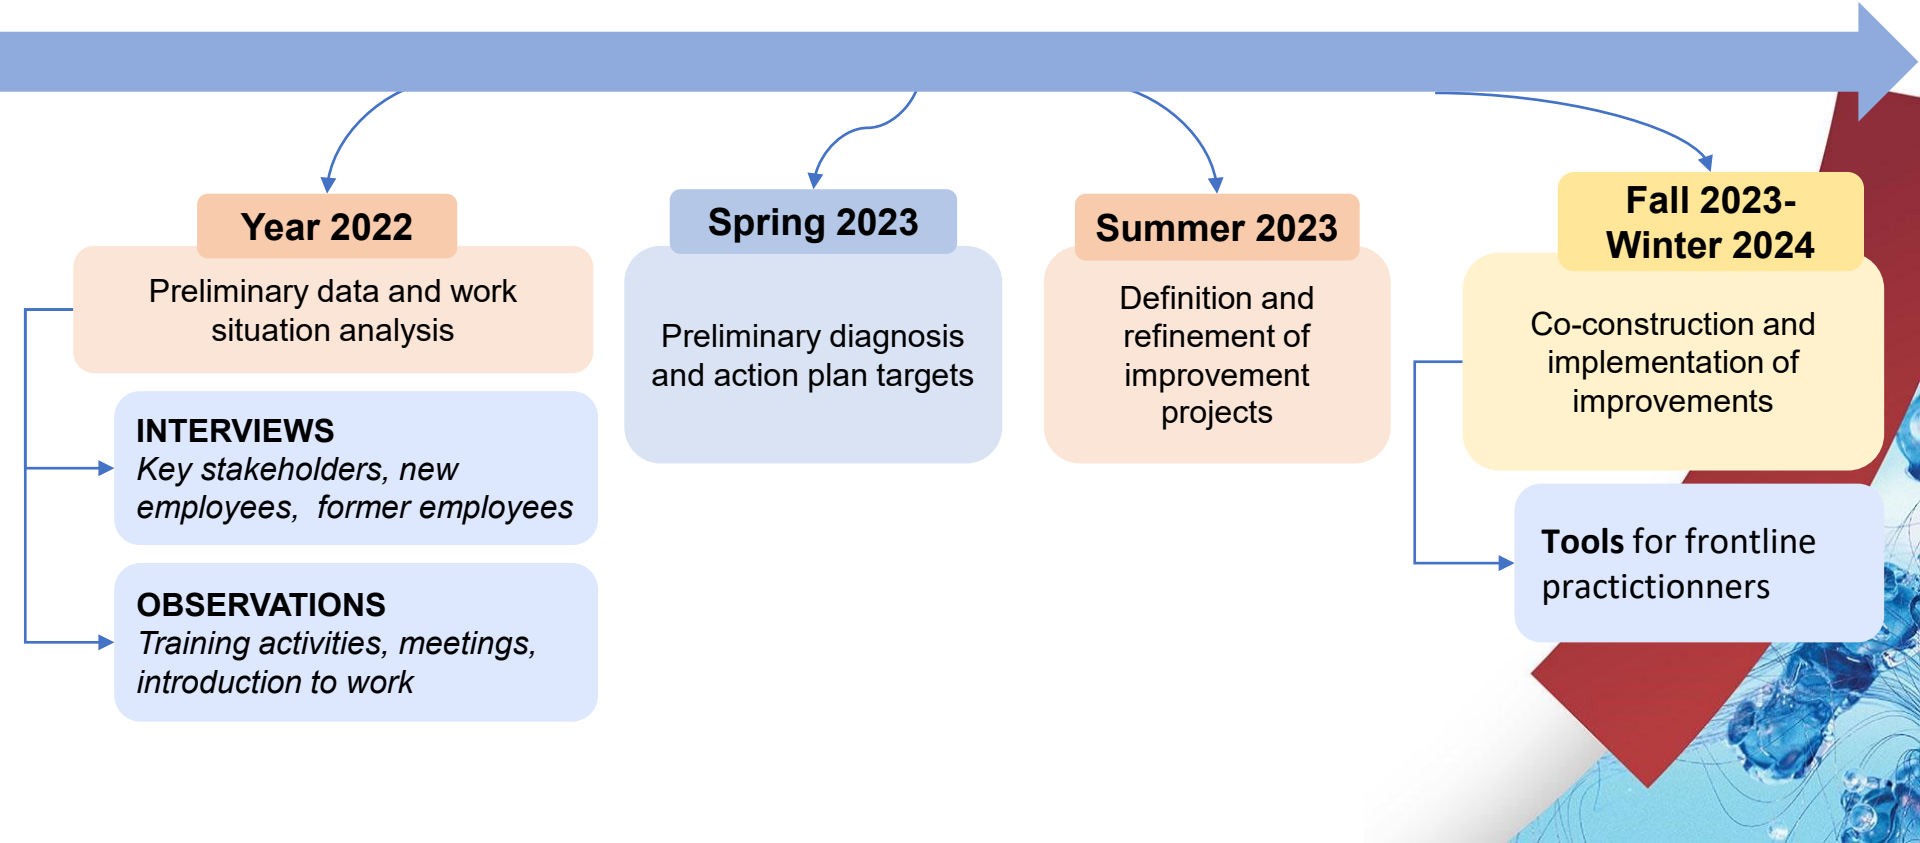 Year 2022
Preliminary data and work
situation analysis
INTERVIEWS
Key stakeholders, new
employees,  former employees
OBSERVATIONS
Training activities, meetings,
introduction to work
Spring 2023
Preliminary diagnosis
and action plan targets
Summer 2023
Definition and
refinement of
improvement
projects
Fall 2023-
Winter 2024
Co-construction and
implementation of
improvements
Tools for frontline
practictionners